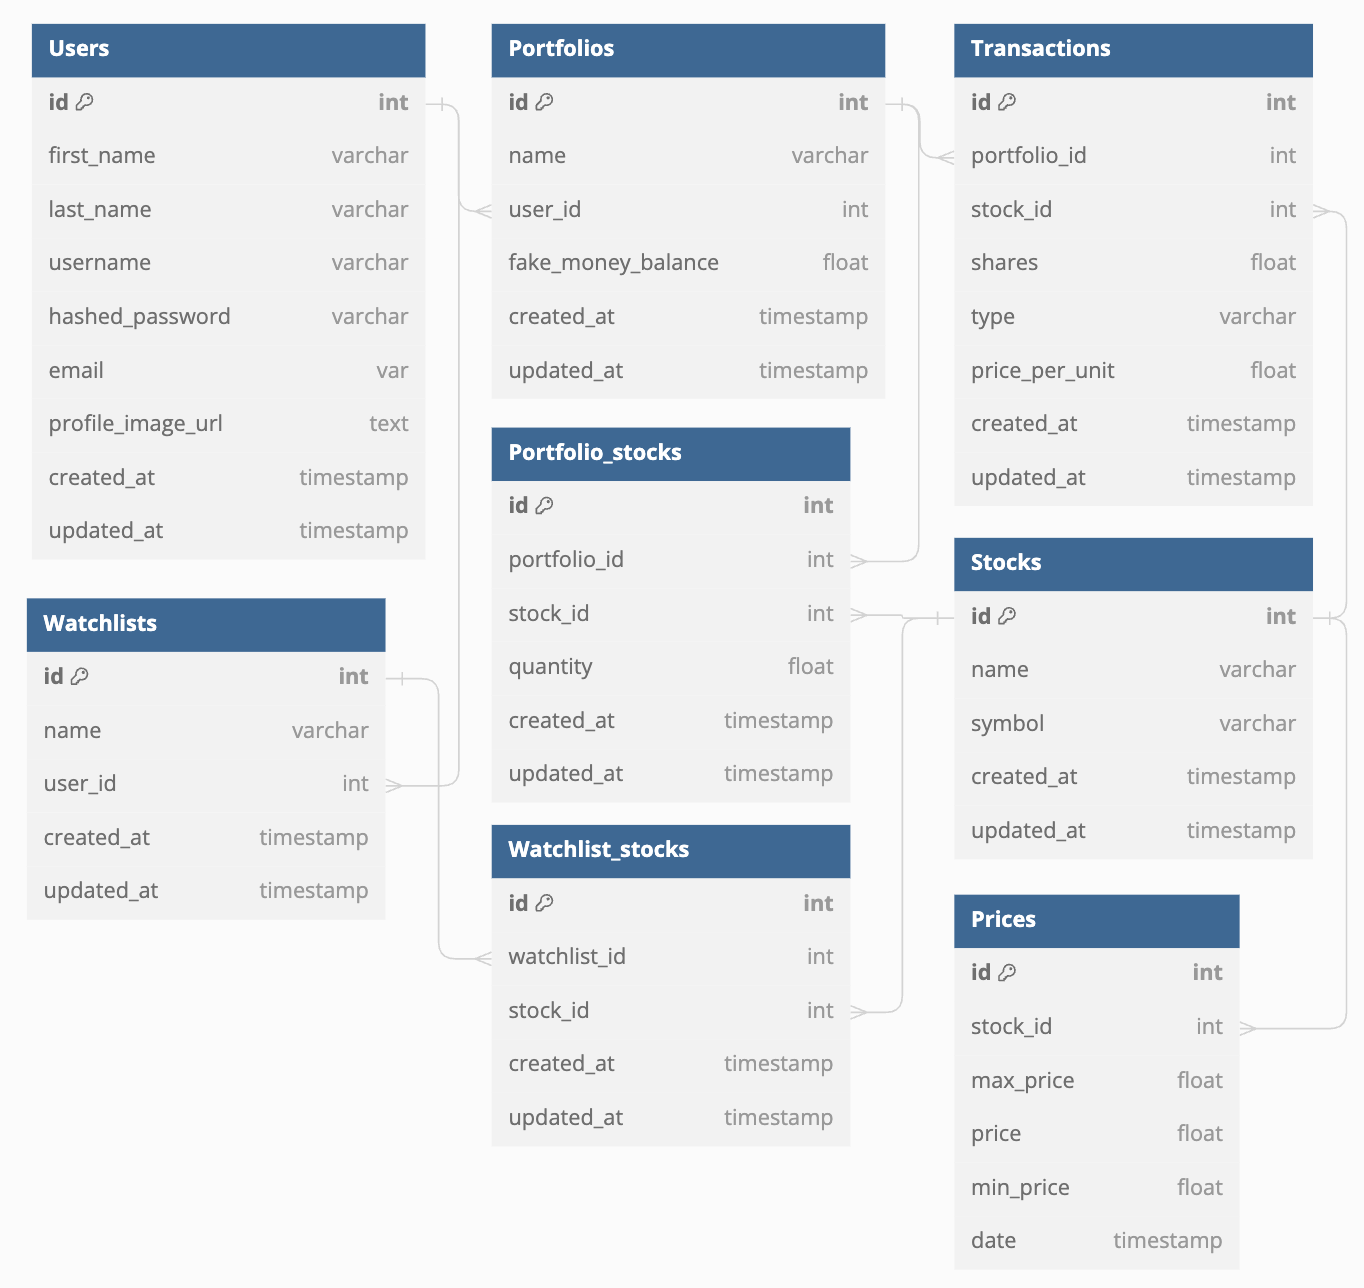 Users
id int
first_name varchar
last_name varchar
username varchar
hashed_password varchar
email var
profile_image_url text
created_at timestamp
updated_at timestamp
Portfolios
id int
name varchar
user_id int
fake_money_balance float
created_at timestamp
updated_at timestamp
Transactions
id int
portfolio_id int
stock_id int
shares float
type varchar
price_per_unit float
created_at timestamp
updated_at timestamp
Portfolio_stocks
id int
portfolio_id int
stock_id int
quantity float
created_at timestamp
updated_at timestamp
Stocks
id int
name varchar
symbol varchar
created_at timestamp
updated_at timestamp
Watchlists
id int
name varchar
user_id int
created_at timestamp
updated_at timestamp
Watchlist_stocks
id int
watchlist_id int
stock_id int
created_at timestamp
updated_at timestamp
Prices
id int
stock_id int
max_price float
price float
min_price float
date timestamp